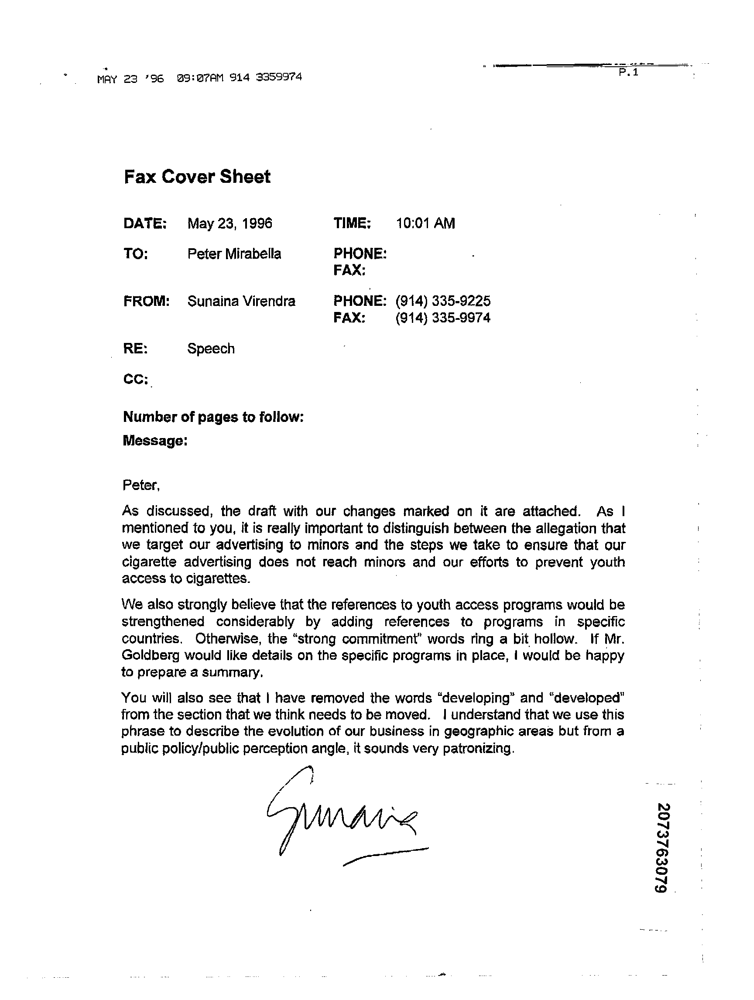 MAY 23 '96 09:07AM 914 3359974
P.1
Fax Cover Sheet
DATE: May 23, 1996 TIME: 10:01 AM
TO: Peter Mirabella PHONE:
FAX:
FROM: Sunaina Virendra PHONE: (914) 335-9225
FAX: (914) 335-9974
RE: Speech
CC:
Number of pages to follow:
Message:
Peter,
As discussed, the draft with our changes marked on it are attached. As I
mentioned to you, it is really important to distinguish between the allegation that
we target our advertising to minors and the steps we take to ensure that our
cigarette advertising does not reach minors and our efforts to prevent youth
access to cigarettes.
We also strongly believe that the references to youth access programs would be
strengthened considerably by adding references to programs in specific
countries. Otherwise, the "strong commitment" words ring a bit hollow. If Mr.
Goldberg would like details on the specific programs in place, I would be happy
to prepare a summary.
You will also see that I have removed the words "developing" and "developed"
from the section that we think needs to be moved. I understand that we use this
phrase to describe the evolution of our business in geographic areas but from a
public policy/public perception angle, it sounds very patronizing.
Sunaina
2073763079